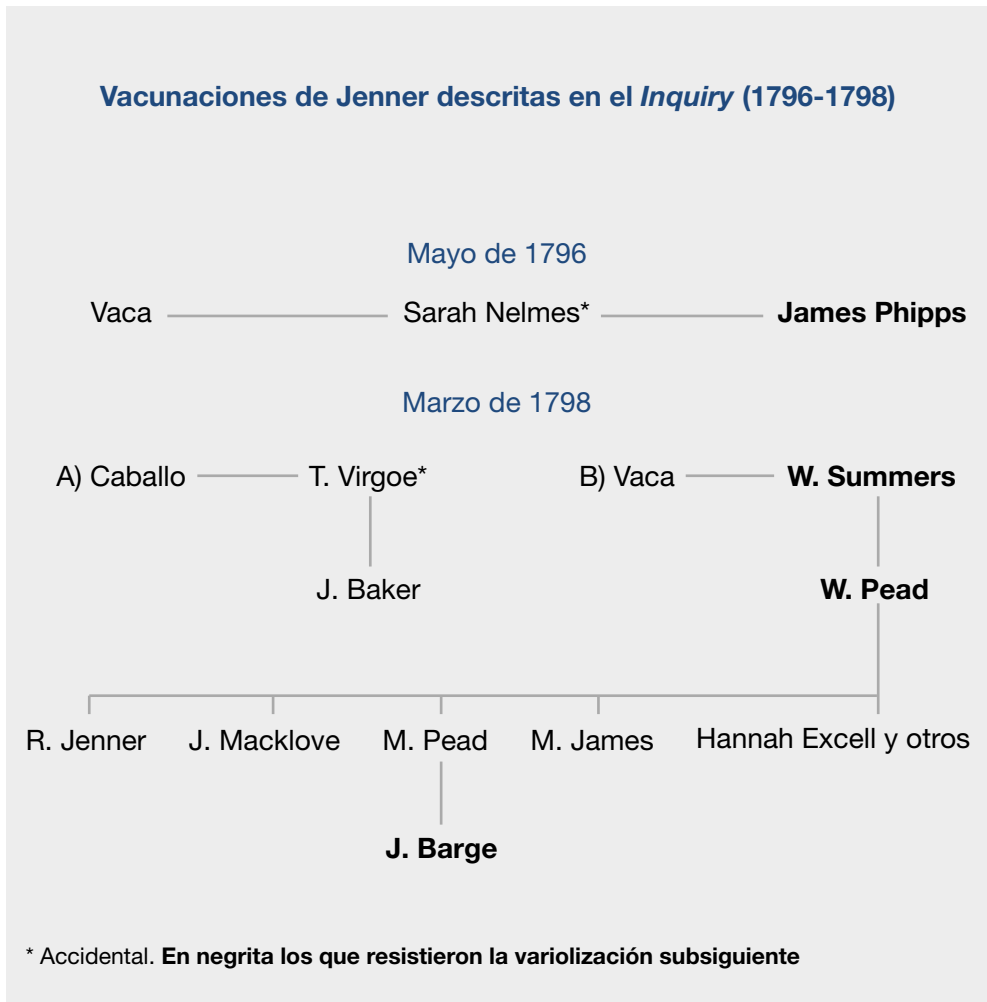 Vacunaciones de Jenner descritas en el Inquiry (1796-1798)
Mayo de 1796
Vaca Sarah Nelmes* James Phipps
Marzo de 1798
A) Caballo T. Virgoe* B) Vaca W. Summers
J. Baker W. Pead
R. Jenner J. Macklove M. Pead M. James Hannah Excell y otros
J. Barge
* Accidental. En negrita los que resistieron la variolización subsiguiente